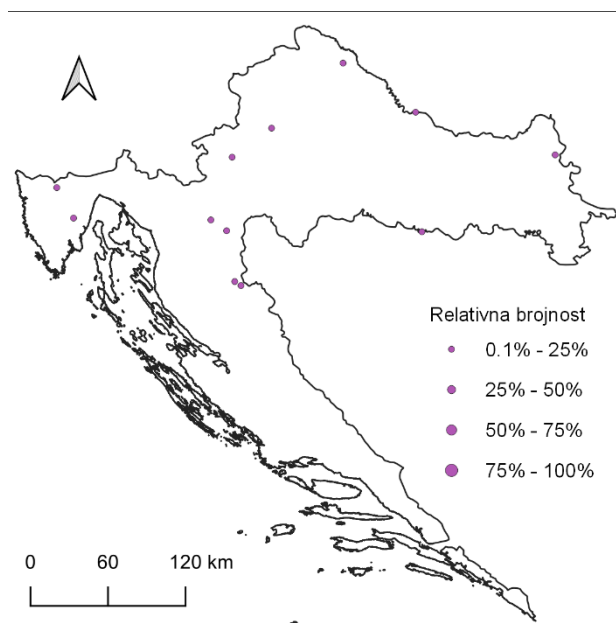 Relativna brojnost
0.1% - 25%
25% - 50%
50% - 75%
75% - 100%
0 60 120 km